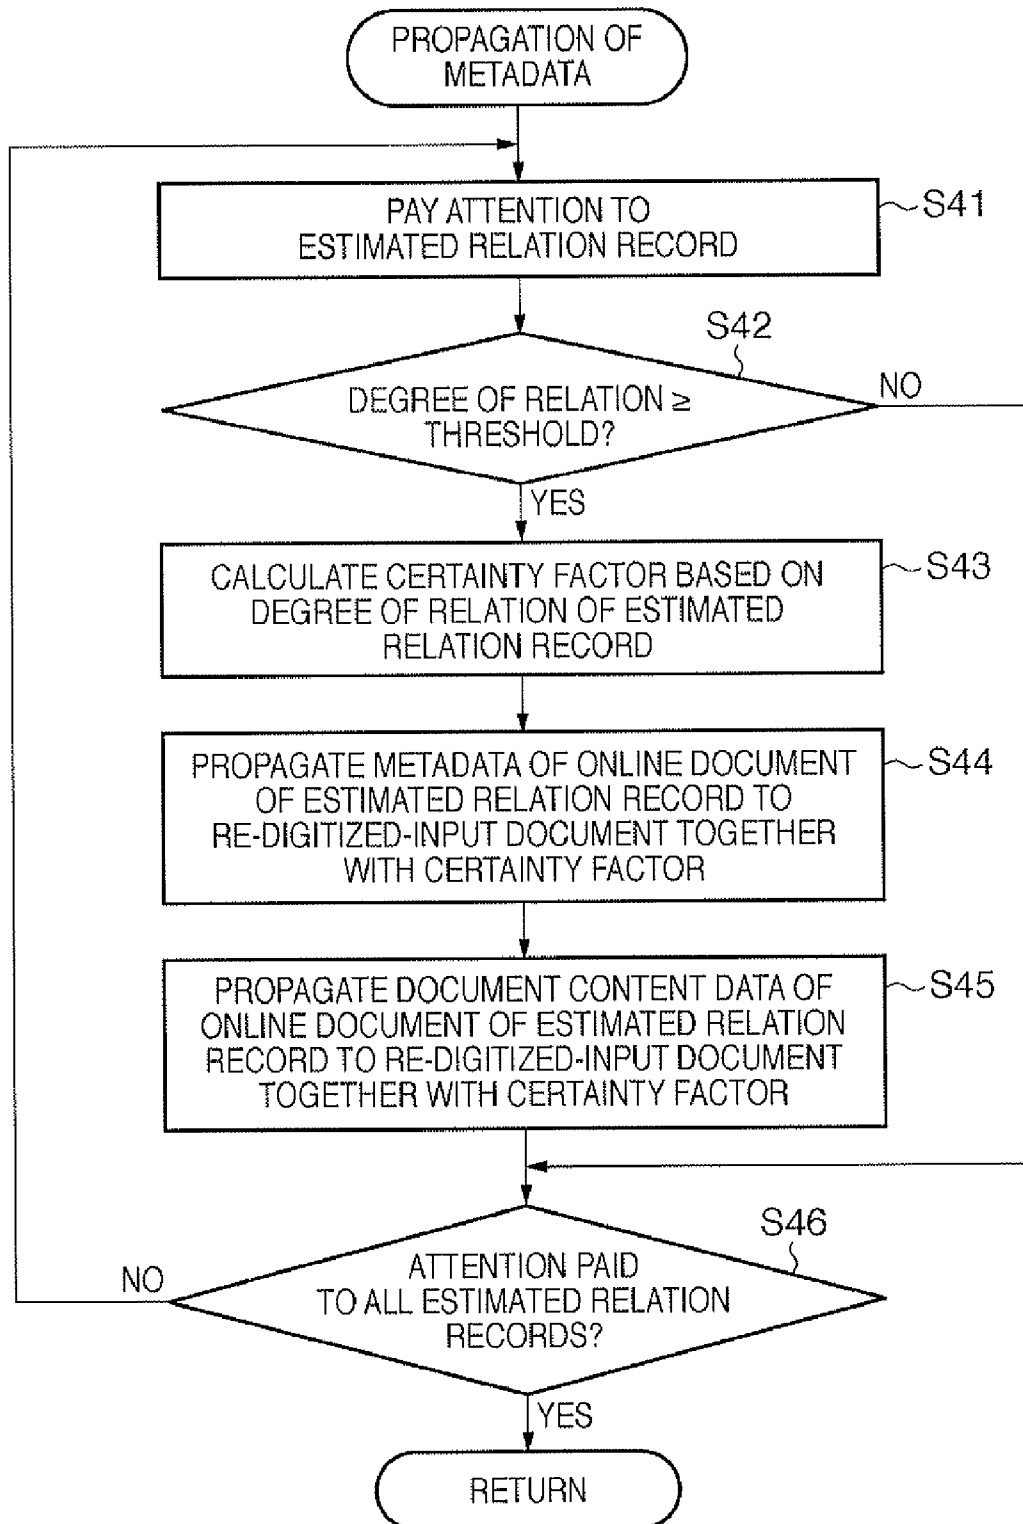 PROPAGATION OF
METADATA
PAY ATTENTION TO
ESTIMATED RELATION RECORD
S41
S42
DEGREE OF RELATION ≥
THRESHOLD?
NO
YES
CALCULATE CERTAINTY FACTOR BASED ON
DEGREE OF RELATION OF ESTIMATED
RELATION RECORD
S43
PROPAGATE METADATA OF ONLINE DOCUMENT
OF ESTIMATED RELATION RECORD TO
RE-DIGITIZED-INPUT DOCUMENT TOGETHER
WITH CERTAINTY FACTOR
S44
PROPAGATE DOCUMENT CONTENT DATA OF
ONLINE DOCUMENT OF ESTIMATED RELATION
RECORD TO RE-DIGITIZED-INPUT DOCUMENT
TOGETHER WITH CERTAINTY FACTOR
S45
S46
ATTENTION PAID
TO ALL ESTIMATED RELATION
RECORDS?
NO
YES
RETURN